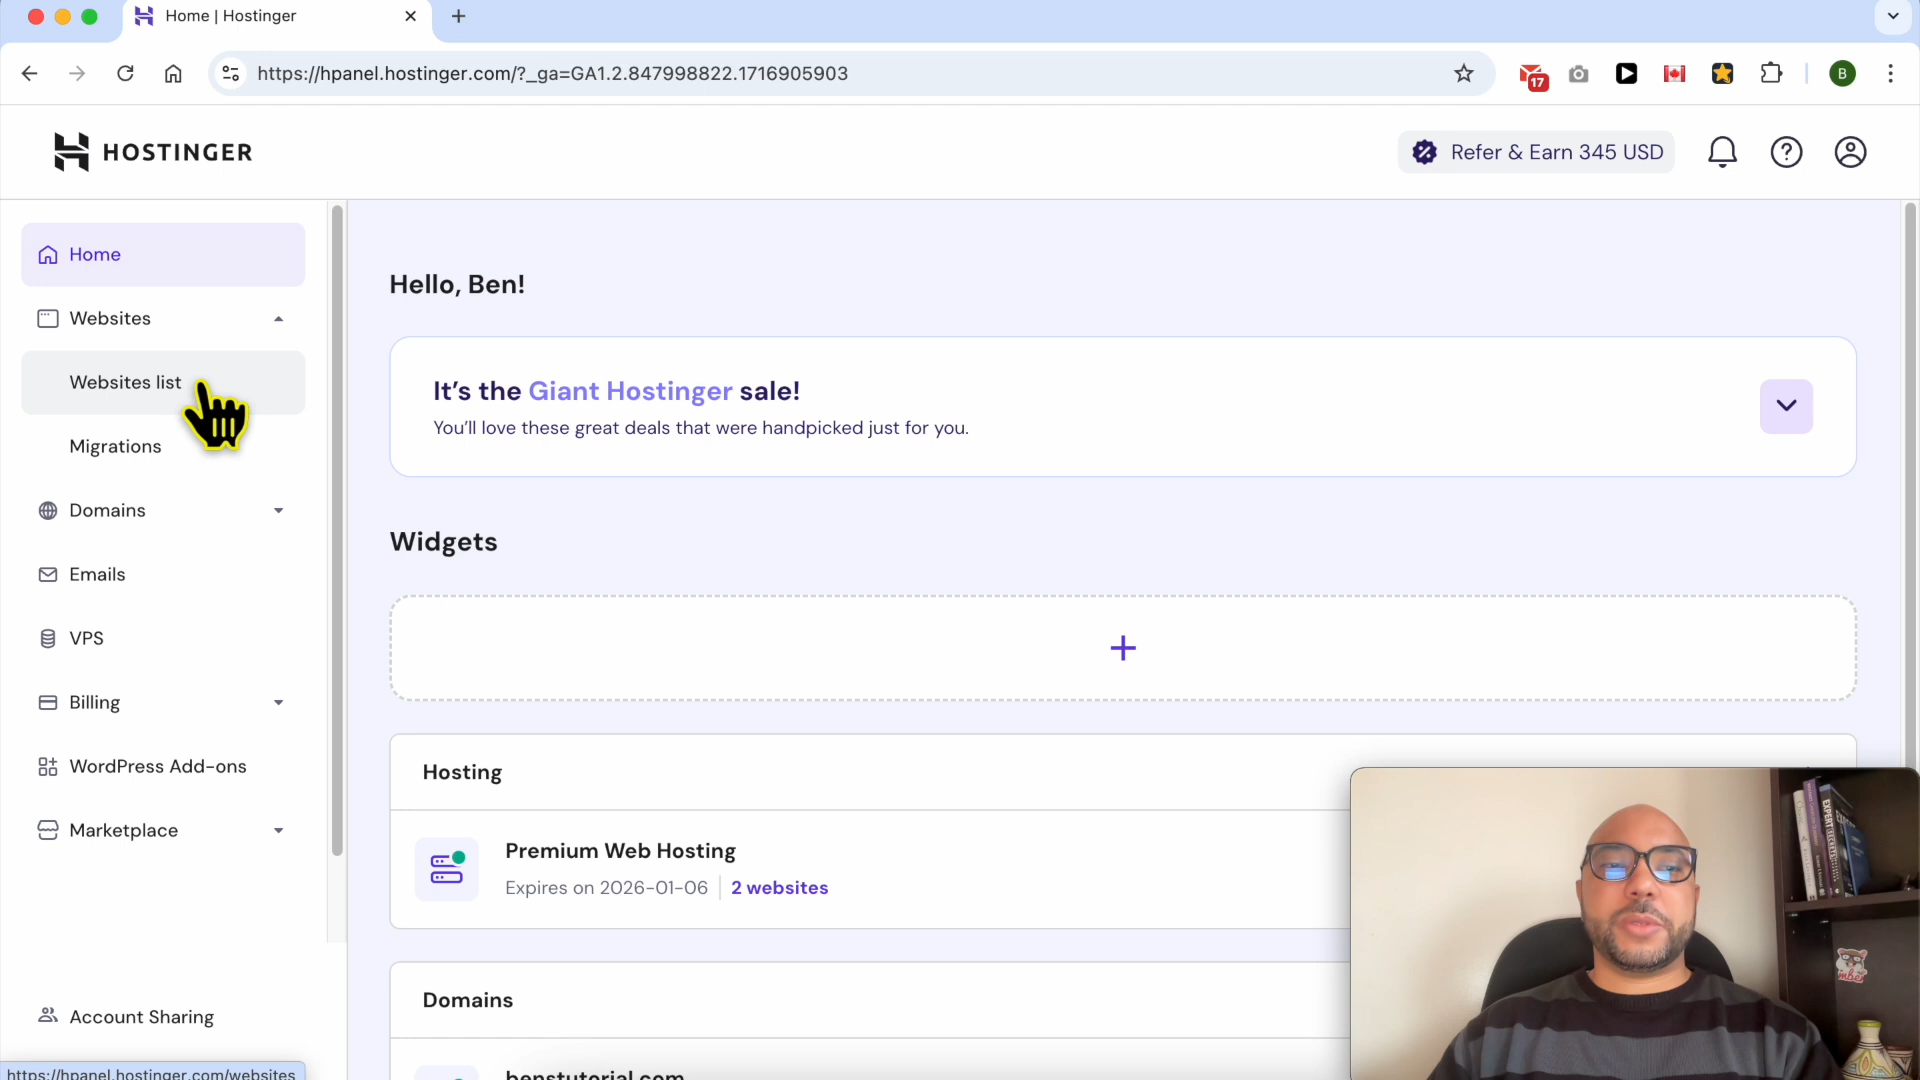 Home | Hostinger
https://hpanel.hostinger.com/?_ga=GA1.2.847998822.1716905903
17
B
HOSTINGER
Refer & Earn 345 USD
Home
Websites
Websites list
Migrations
Domains
Emails
VPS
Billing
WordPress Add-ons
Marketplace
Account Sharing
https://hpanel.hostinger.com/websites
Hello, Ben!
It's the Giant Hostinger sale!
You'll love these great deals that were handpicked just for you.
Widgets
Hosting
Premium Web Hosting
Expires on 2026-01-06
2 websites
Domains
benstutorial.com
EXPERT